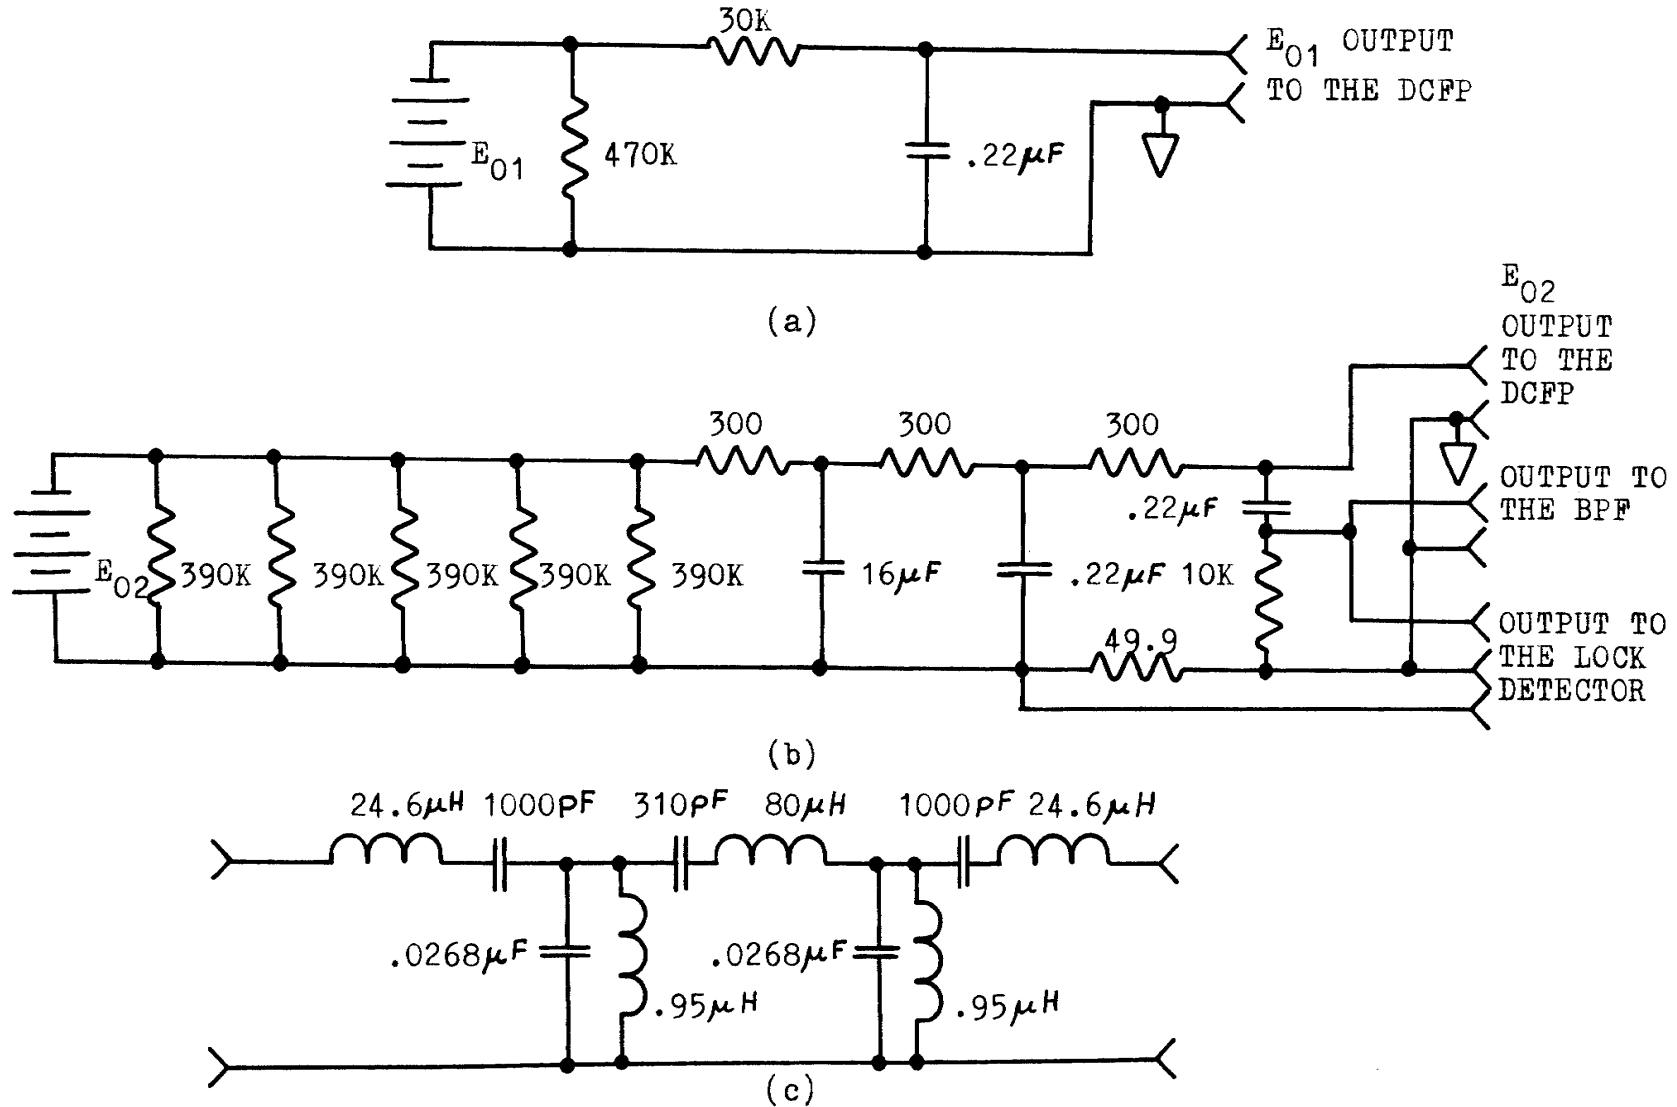 30K
E01 OUTPUT
TO THE DCFP
E01
470K
.22μF
(a)
E02
OUTPUT
TO THE
DCFP
300
300
300
OUTPUT TO
THE BPF
.22μF
E02
390K
390K
390K
390K
390K
16μF
.22μF
10K
OUTPUT TO
THE LOCK
DETECTOR
49.9
(b)
24.6μH
1000pF
310pF
80μH
1000pF
24.6μH
.0268μF
.0268μF
.95μH
.95μH
(c)